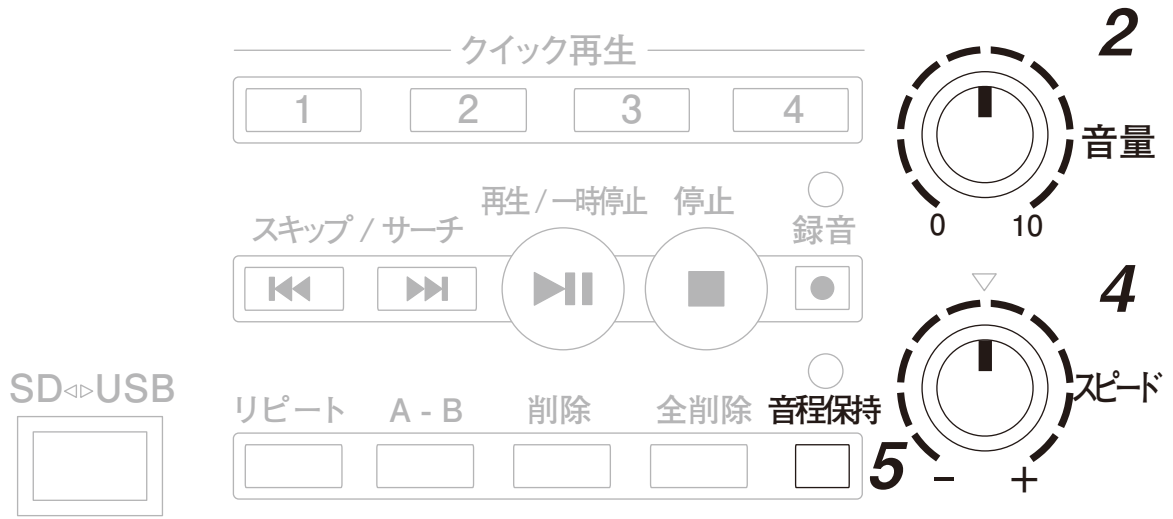 クイック再生
2
1 2 3 4
音量
0 10
スキップ / サーチ
再生 / 一時停止
停止
録音
4
スピード
− +
SD◁▷USB
リピート
A - B
削除
全削除
音程保持
5